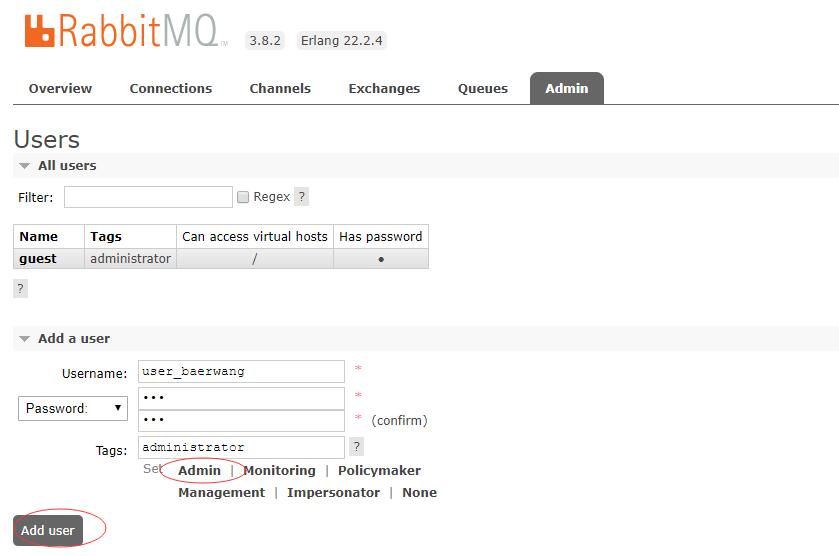 RabbitMQ TM 3.8.2 Erlang 22.2.4
Overview Connections Channels Exchanges Queues Admin
Users
All users
Filter: Regex ?
Name Tags Can access virtual hosts Has password
guest administrator / ●
?
Add a user
Username: user_baerwang *
Password: ••• *
••• * (confirm)
Tags: administrator ?
Set Admin | Monitoring | Policymaker
Management | Impersonator | None
Add user